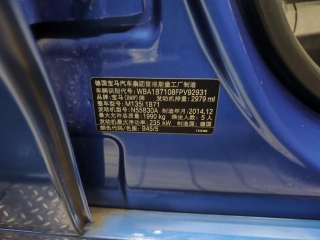 德国宝马汽车集团雷根斯堡工厂制造
车辆识别代号: WBA1B7108FPV92931
品牌: 宝马 (BMW) 牌 发动机排量: 2979 ml
整车型号: M135i 1B71
发动机型号: N55B30A 制造年月: 2014.12
最大允许总质量: 1990 kg 乘坐人数: 5 人
发动机最大净功率: 235 kW 制造国: 德国
颜色代码/色彩: B45/5